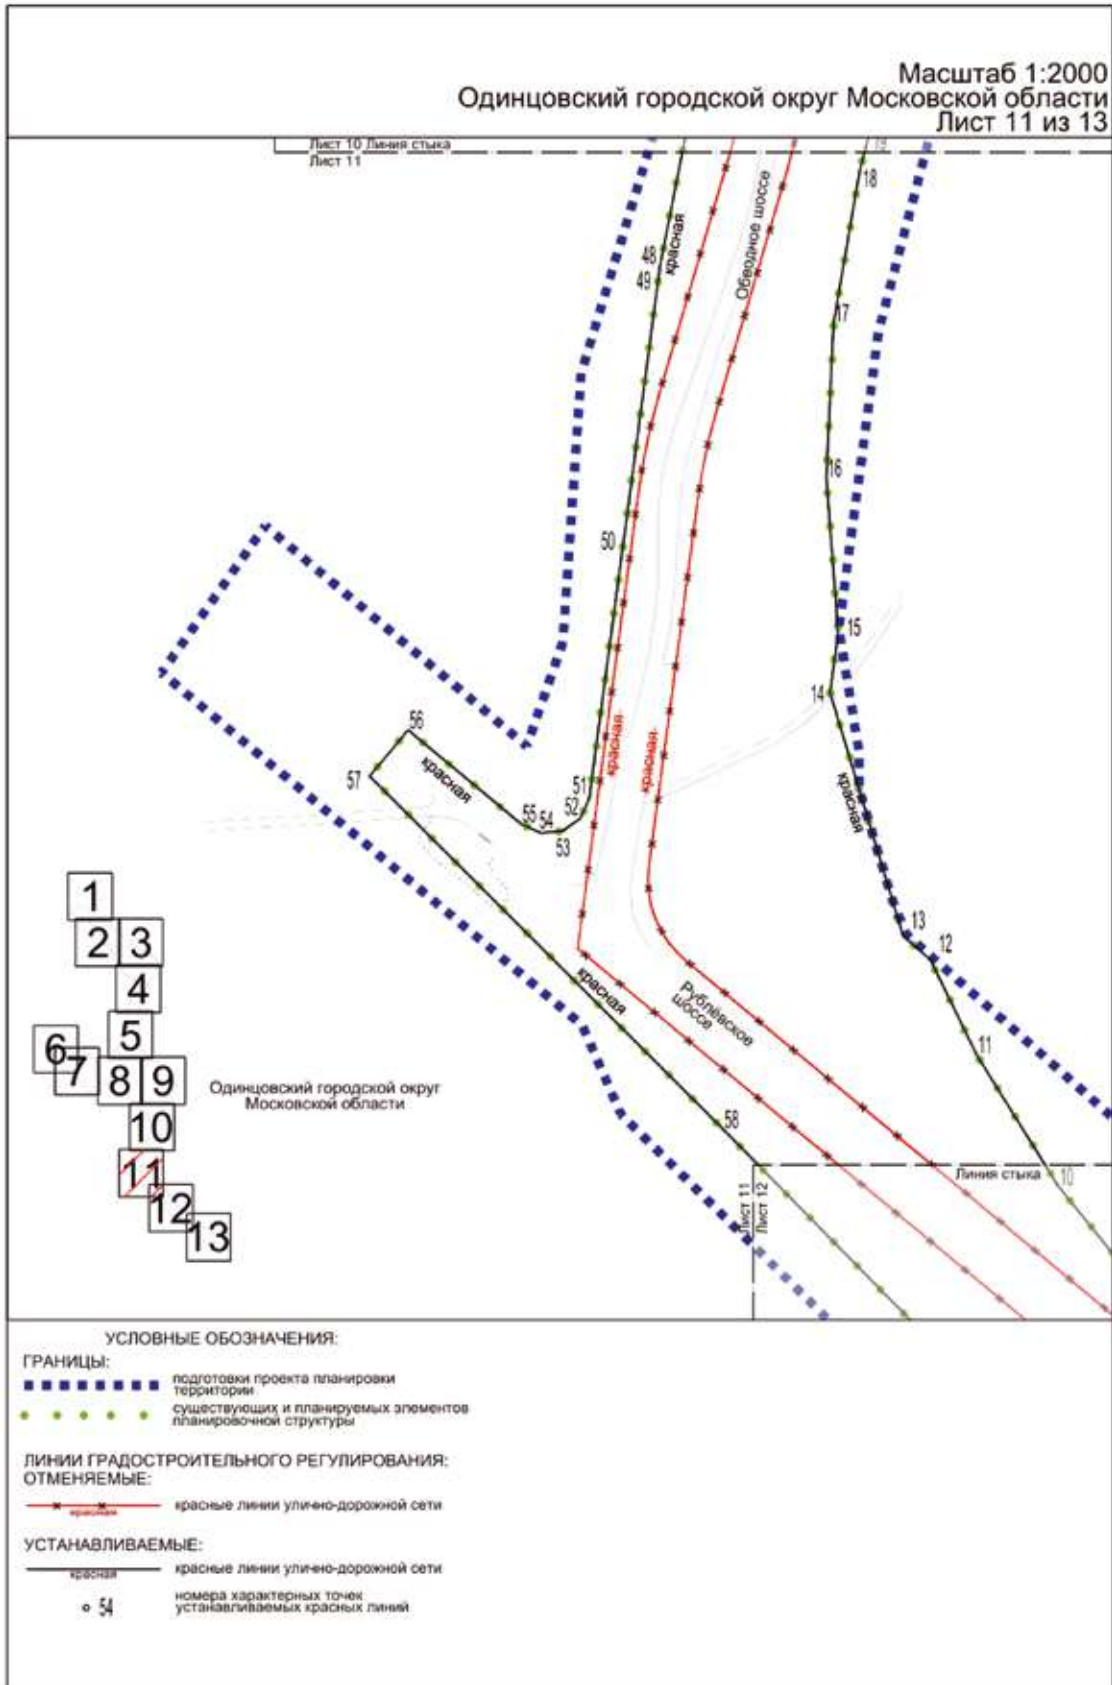 Масштаб 1:2000
Одинцовский городской округ Московской области
Лист 11 из 13
Лист 10 Линия стыка
Лист 11
19
18
48
красная
49
Обводное шоссе
17
16
50
15
14
56
57
красная
красная
красная
красная
51
52
55
54
53
13
12
красная
Рублёвское
шоссе
11
58
10
Линия стыка
Лист 11
Лист 12
1
2
3
4
5
6
7
8
9
10
11
12
13
Одинцовский городской округ
Московской области
УСЛОВНЫЕ ОБОЗНАЧЕНИЯ:
ГРАНИЦЫ:
подготовки проекта планировки
территории
существующих и планируемых элементов
планировочной структуры
ЛИНИИ ГРАДОСТРОИТЕЛЬНОГО РЕГУЛИРОВАНИЯ:
ОТМЕНЯЕМЫЕ:
красная
красные линии улично-дорожной сети
УСТАНАВЛИВАЕМЫЕ:
красная
красные линии улично-дорожной сети
54
номера характерных точек
устанавливаемых красных линий